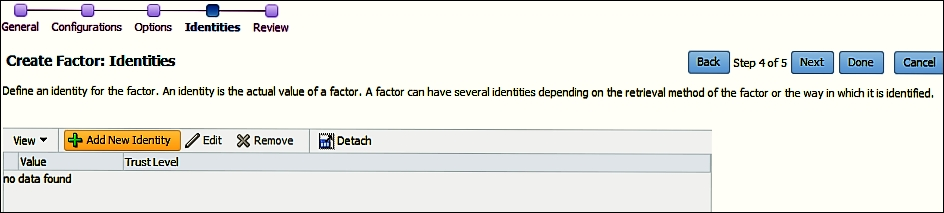 General Configurations Options Identities Review
Create Factor: Identities Back Step 4 of 5 Next Done Cancel
Define an identity for the factor. An identity is the actual value of a factor. A factor can have several identities depending on the retrieval method of the factor or the way in which it is identified.
View Add New Identity Edit Remove Detach
Value Trust Level
no data found